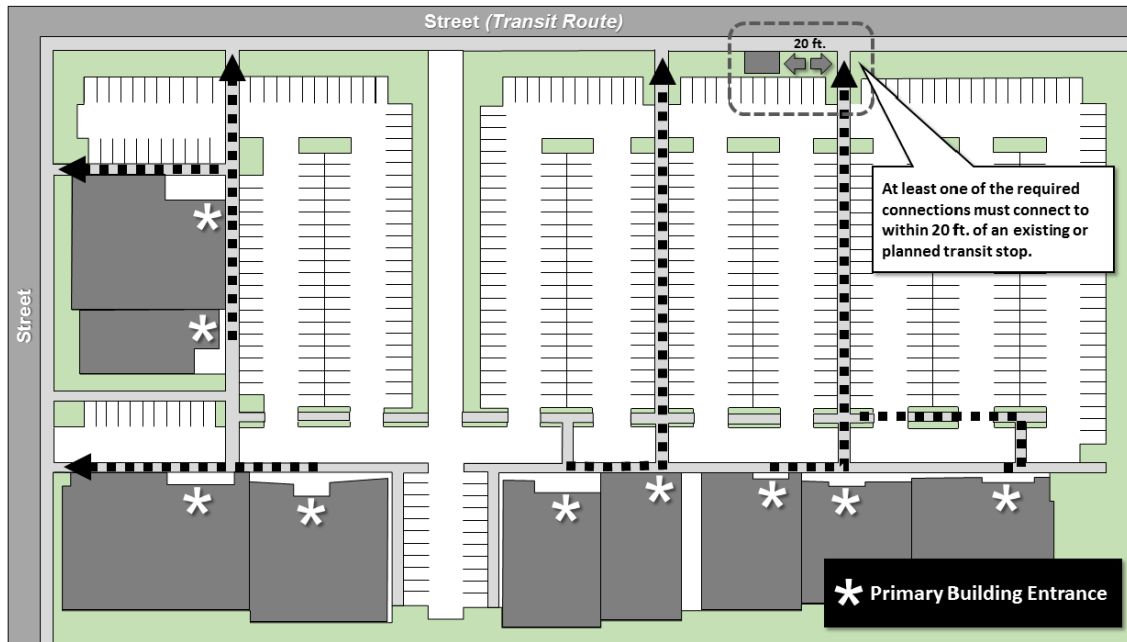 Street (Transit Route)
20 ft.
At least one of the required
connections must connect to
within 20 ft. of an existing or
planned transit stop.
Street
Primary Building Entrance